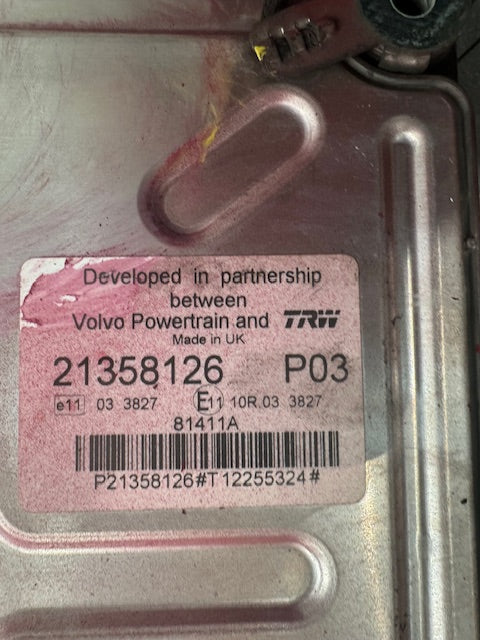 Developed in partnership
between
Volvo Powertrain and TRW
Made in UK
21358126 P03
e11 03 3827 E11 10R.03 3827
81411A
P21358126#T12255324#